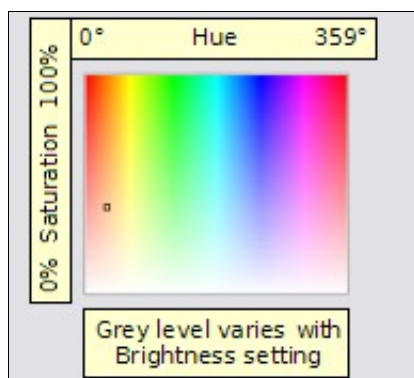 0° Hue 359°
0% Saturation 100%
Grey level varies with
Brightness setting